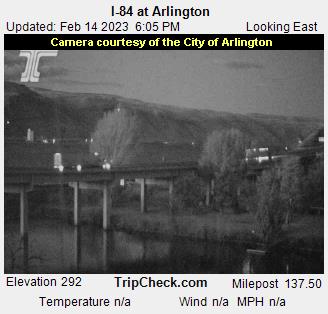 I-84 at Arlington
Updated: Feb 14 2023 6:05 PM Looking East
Camera courtesy of the City of Arlington
Elevation 292 TripCheck.com Milepost 137.50
Temperature n/a Wind n/a MPH n/a